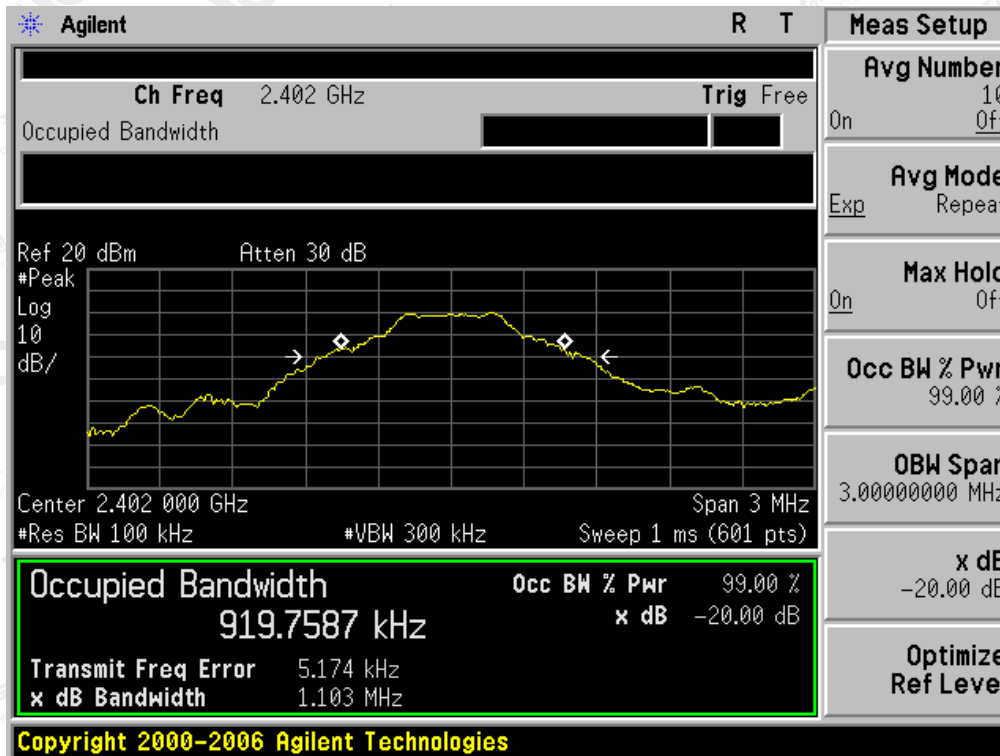 Agilent R T
Meas Setup
Ch Freq 2.402 GHz Trig Free
Occupied Bandwidth
Avg Number
10
On Off
Avg Mode
Exp Repeat
Max Hold
On Off
Occ BW % Pwr
99.00 %
OBW Span
3.00000000 MHz
x dB
-20.00 dB
Optimize
Ref Level
Ref 20 dBm Atten 30 dB
#Peak
Log
10
dB/
Center 2.402 000 GHz Span 3 MHz
#Res BW 100 kHz #VBW 300 kHz Sweep 1 ms (601 pts)
Occupied Bandwidth
919.7587 kHz
Occ BW % Pwr 99.00 %
x dB -20.00 dB
Transmit Freq Error 5.174 kHz
x dB Bandwidth 1.103 MHz
Copyright 2000-2006 Agilent Technologies